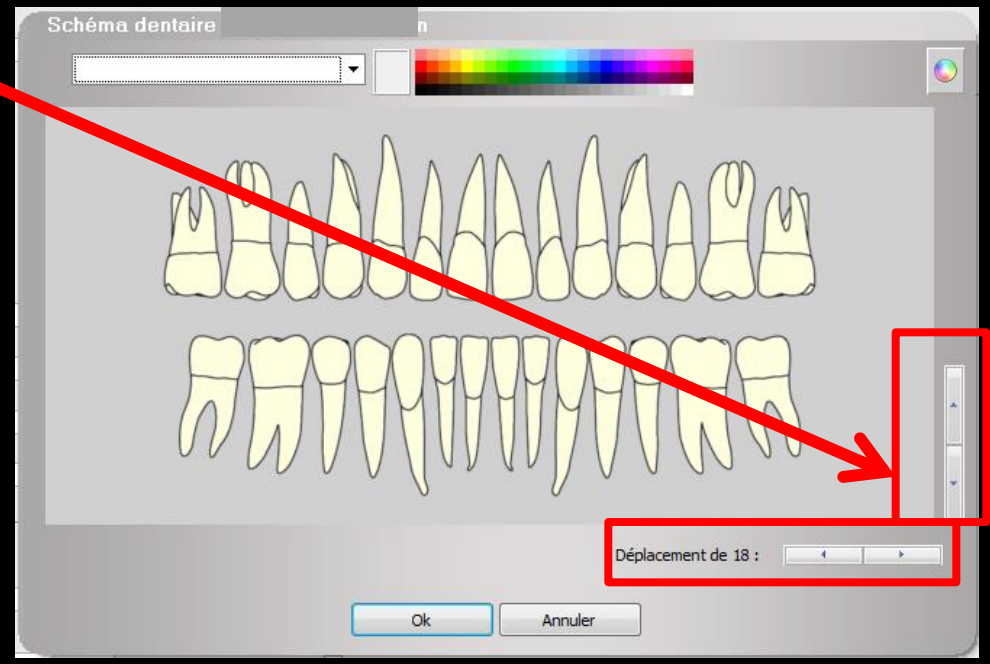 Schéma dentaire
n
Déplacement de 18 :
Ok
Annuler